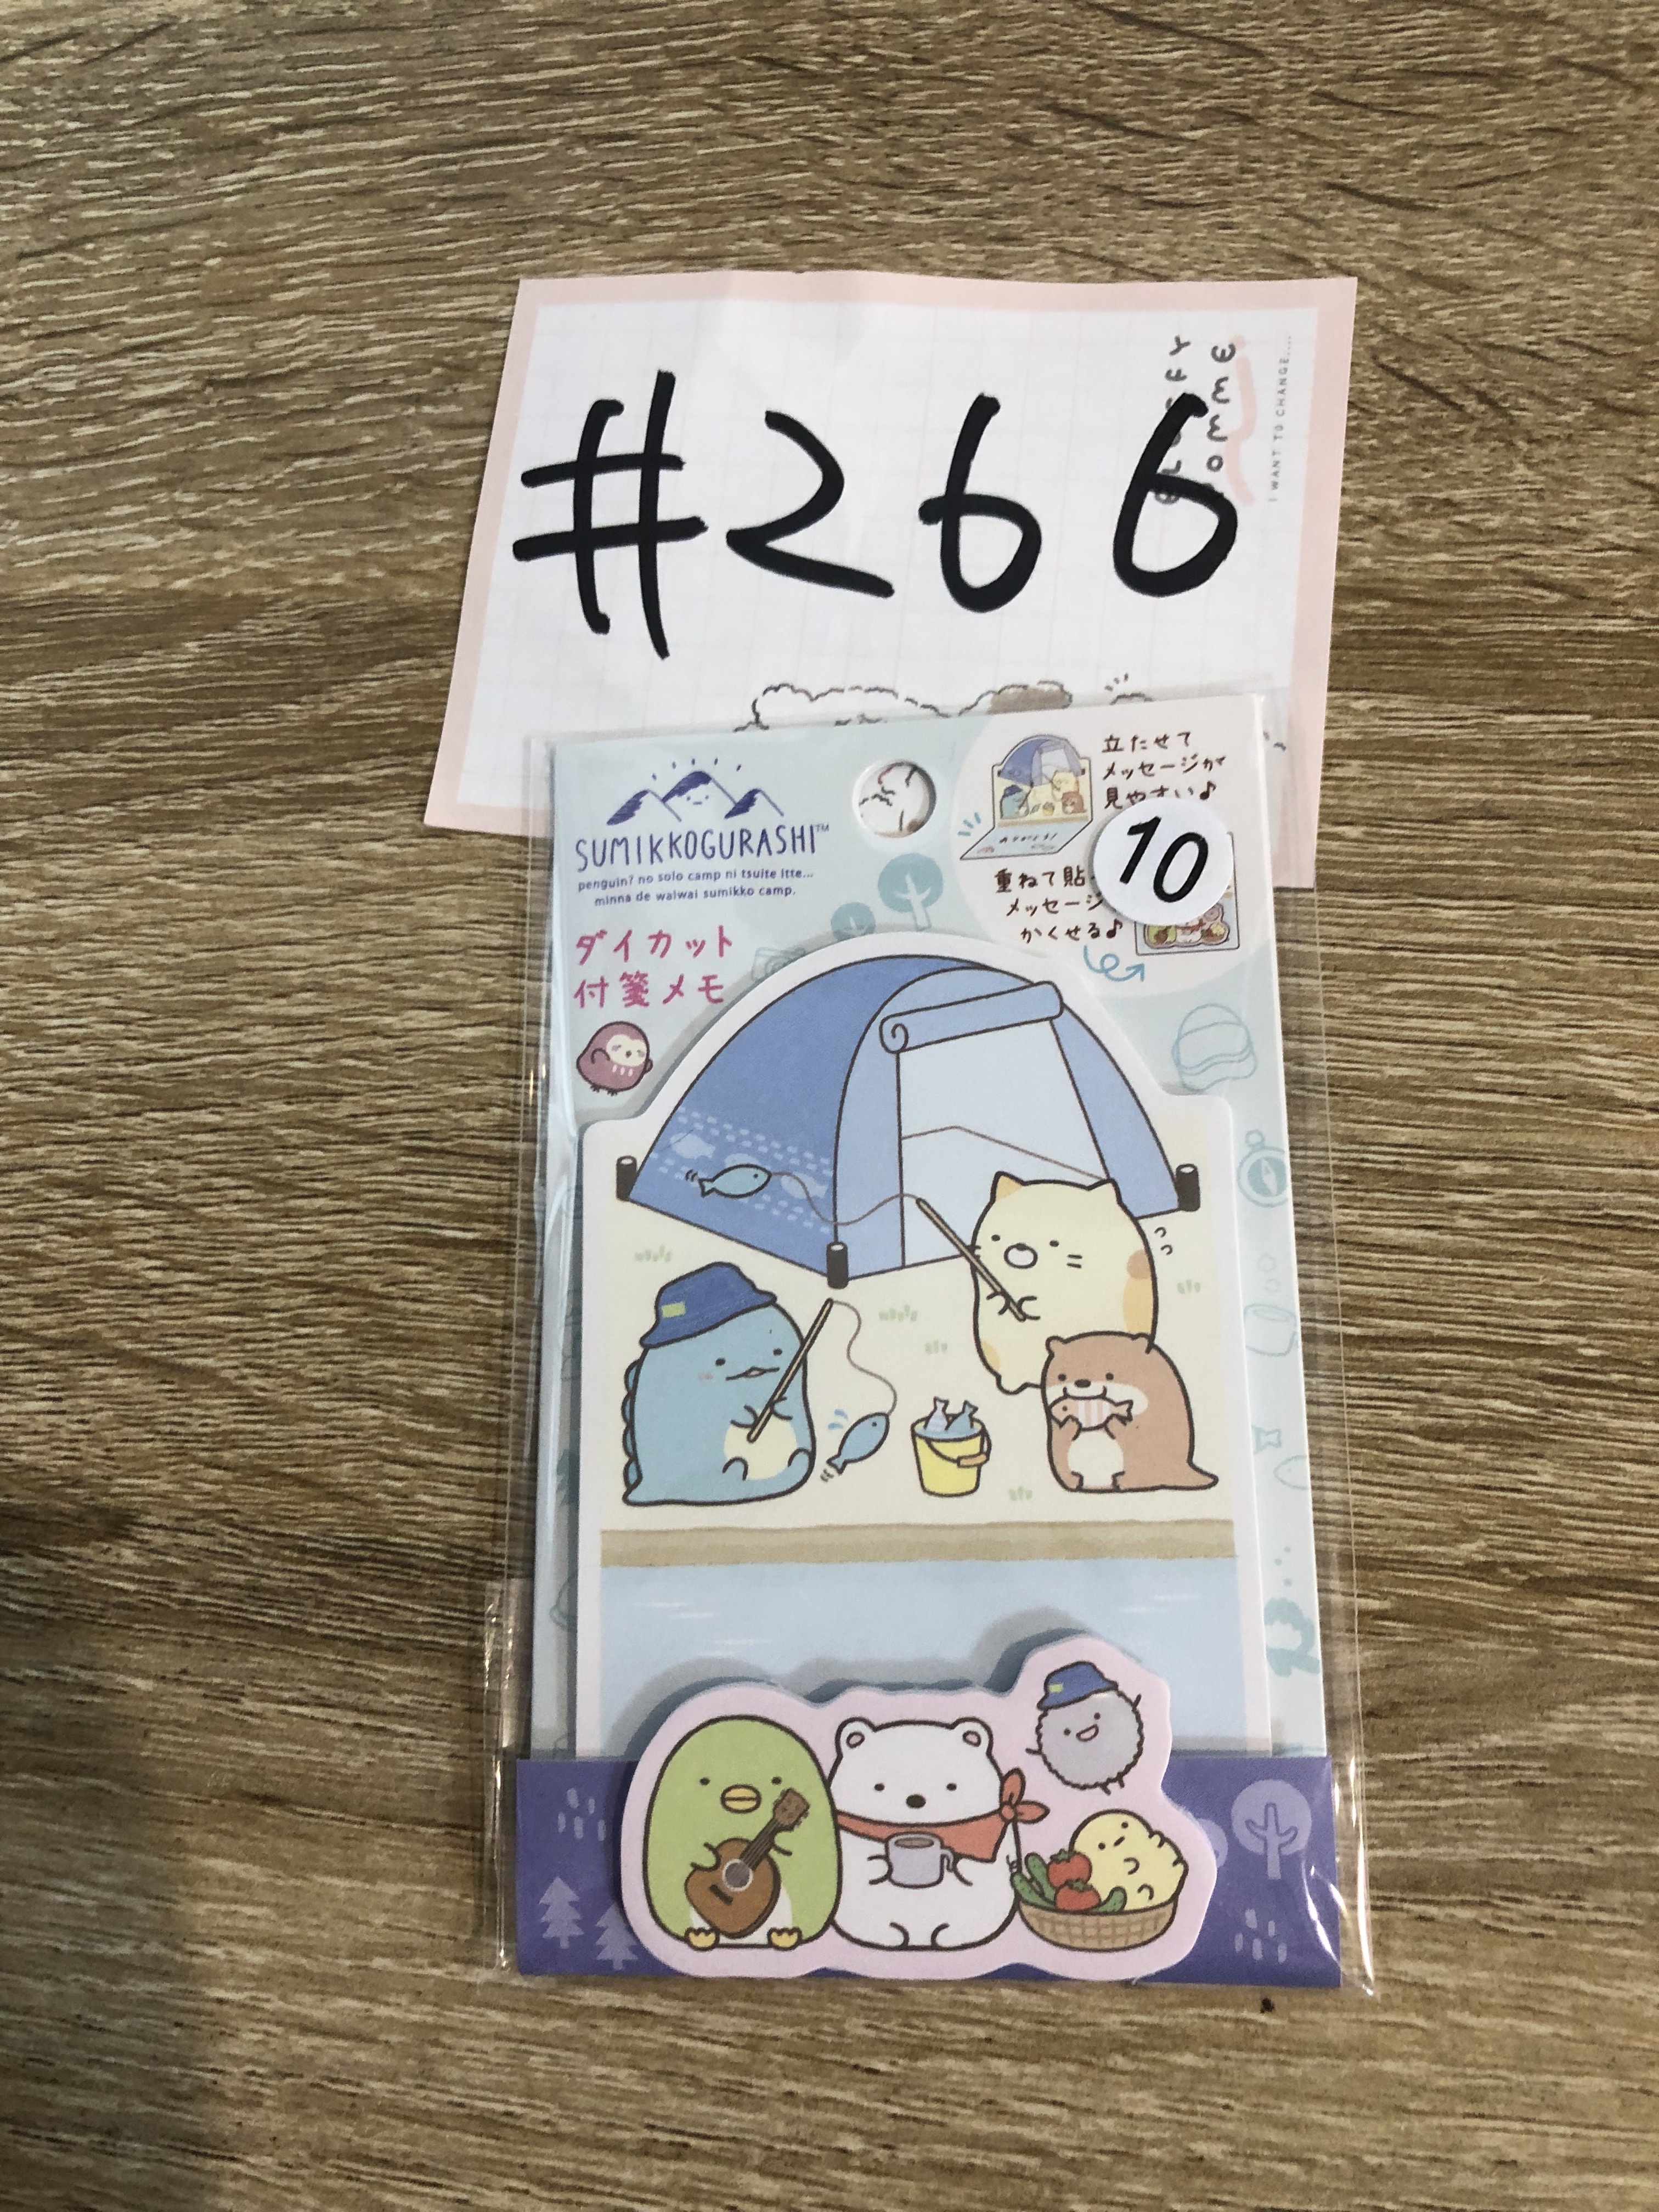 #266
I WANT TO CHANGE....
SUMIKKOGURASHI™
penguin? no solo camp ni tsuite itte...
minna de waiwai sumikko camp.
ダイカット
付箋メモ
立たせて
メッセージが
見やすい♪
10
重ねて貼
メッセージ
かくせる♪